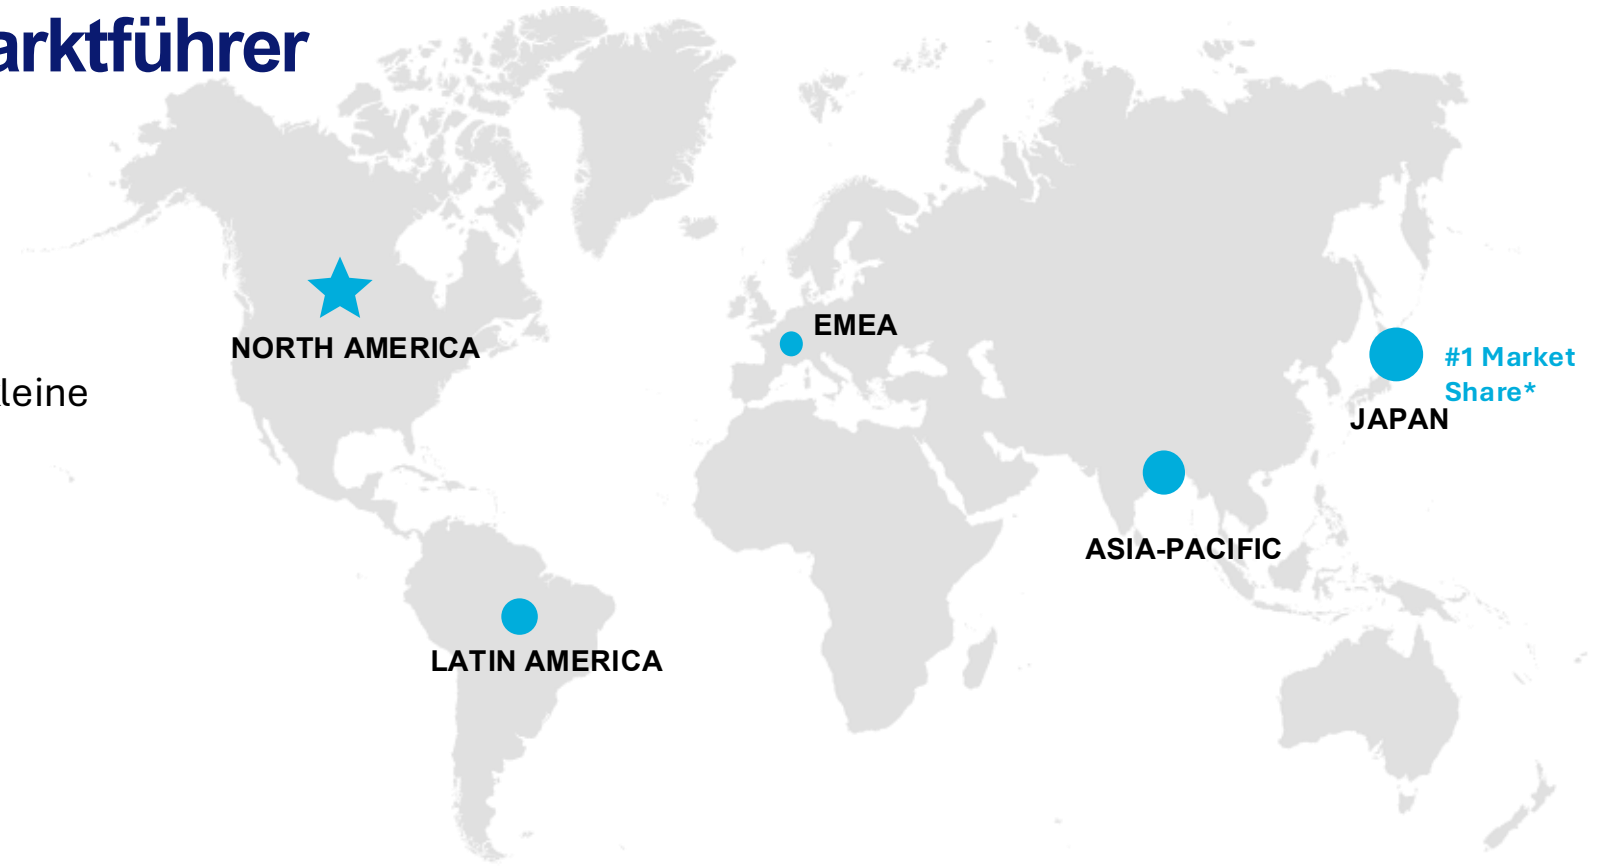 arktführer
EMEA
NORTH AMERICA
#1 Market
Share*
leine
JAPAN
ASIA-PACIFIC
LATIN AMERICA